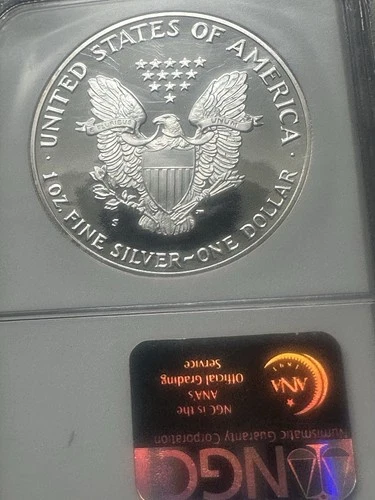 UNITED STATES OF AMERICA
UNUM
S
1 OZ. FINE SILVER~ONE DOLLAR
NGC
Numismatic Guaranty Corporation
NGC is the
ANA's
Official Grading
Service
ANA